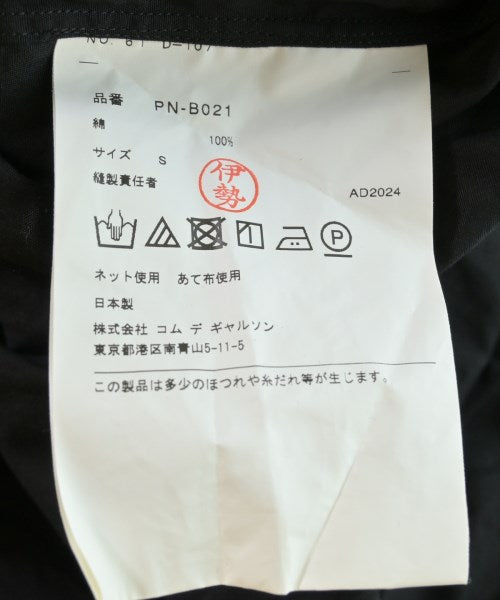 品番 PN-B021
綿
100%
サイズ S
縫製責任者 伊勢
AD2024
P
ネット使用 あて布使用
日本製
株式会社 コム デ ギャルソン
東京都港区南青山5-11-5
この製品は多少のほつれや糸だれ等が生じます。